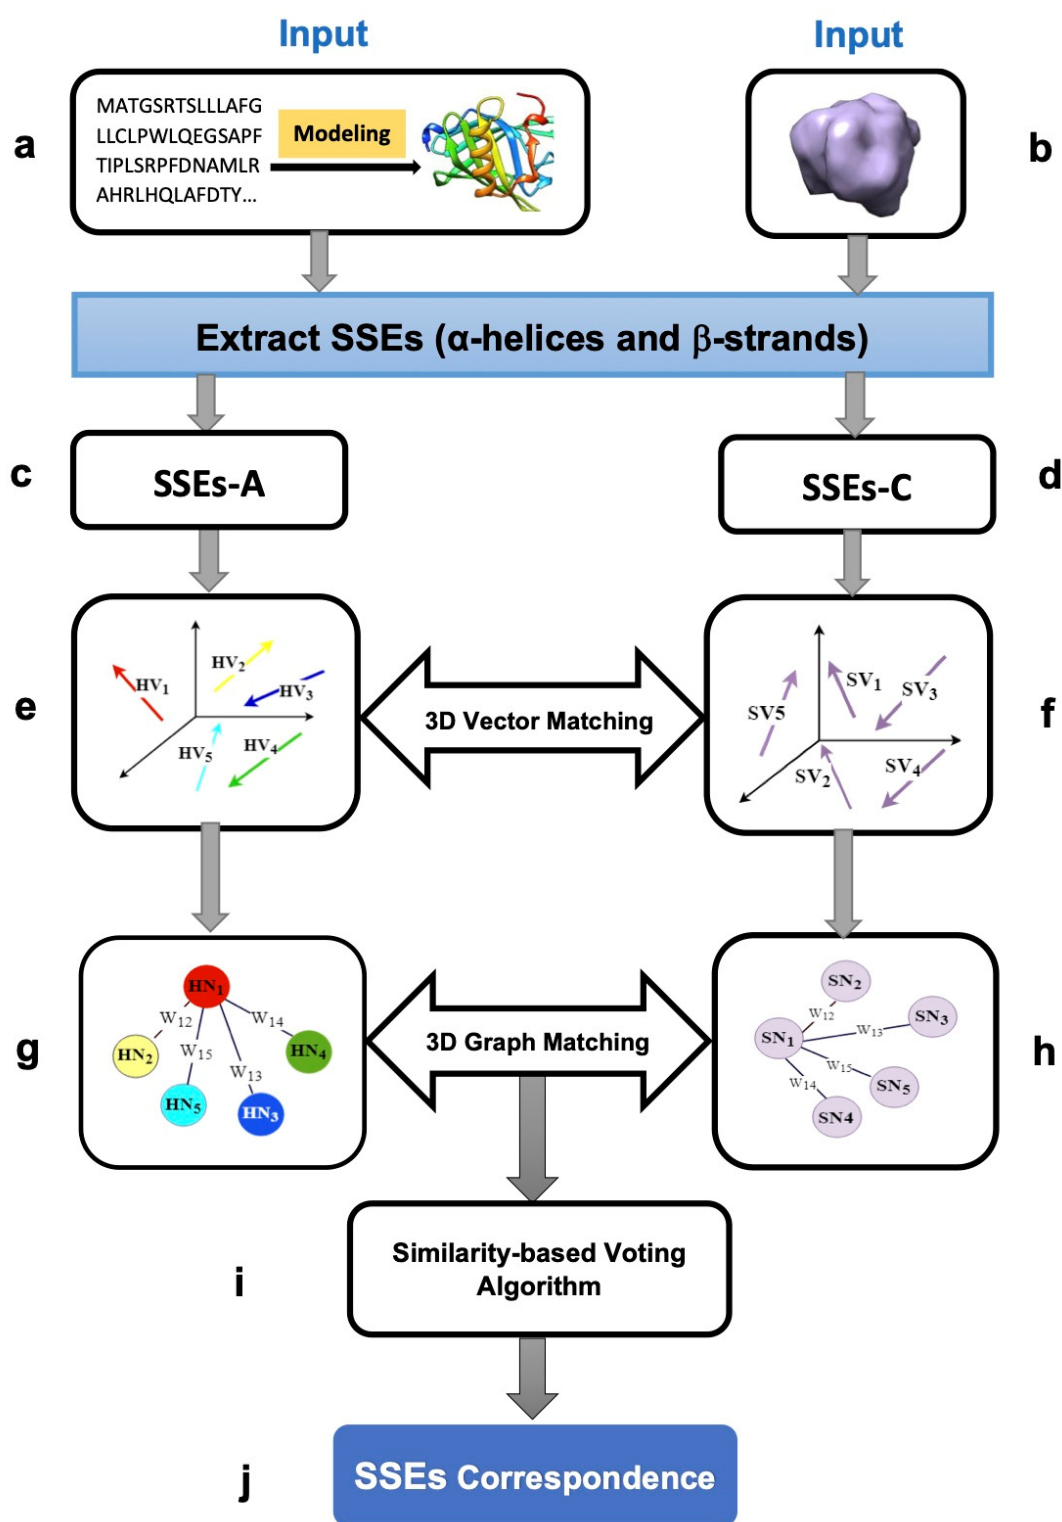 Input
Input
a
MATGSRTSLLLAFG
LLCLPWLQEGSAPF
TIPLSRPFDNAMLR
AHRLHQLAFDTY...
Modeling
b
Extract SSEs (α-helices and β-strands)
c
SSEs-A
SSEs-C
d
e
HV1
HV2
HV3
HV4
HV5
3D Vector Matching
SV1
SV3
SV5
SV2
SV4
f
g
HN1
W12
W14
W15
W13
HN2
HN4
HN5
HN3
3D Graph Matching
SN2
W12
SN3
SN1
W13
W15
W14
SN5
SN4
h
i
Similarity-based Voting
Algorithm
j
SSEs Correspondence